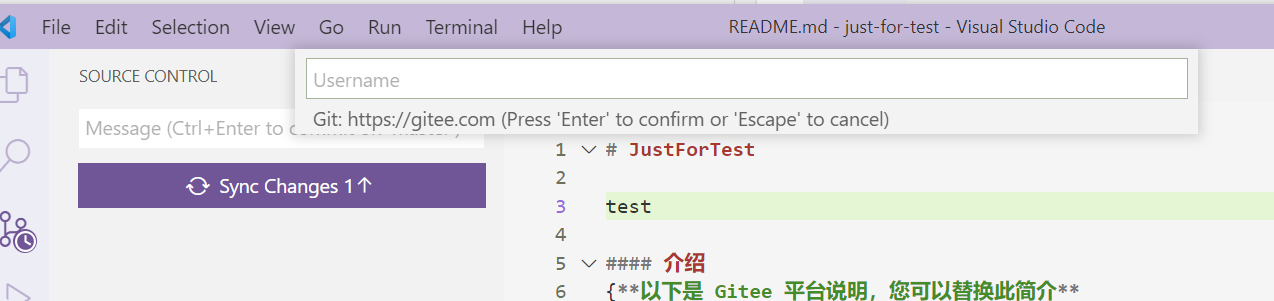 File Edit Selection View Go Run Terminal Help README.md - just-for-test - Visual Studio Code
SOURCE CONTROL
Username
Git: https://gitee.com (Press 'Enter' to confirm or 'Escape' to cancel)
Message (Ctrl+Enter to
Sync Changes 1↑
1 # JustForTest
2
3 test
4
5 #### 介绍
6 {**以下是 Gitee 平台说明，您可以替换此简介**